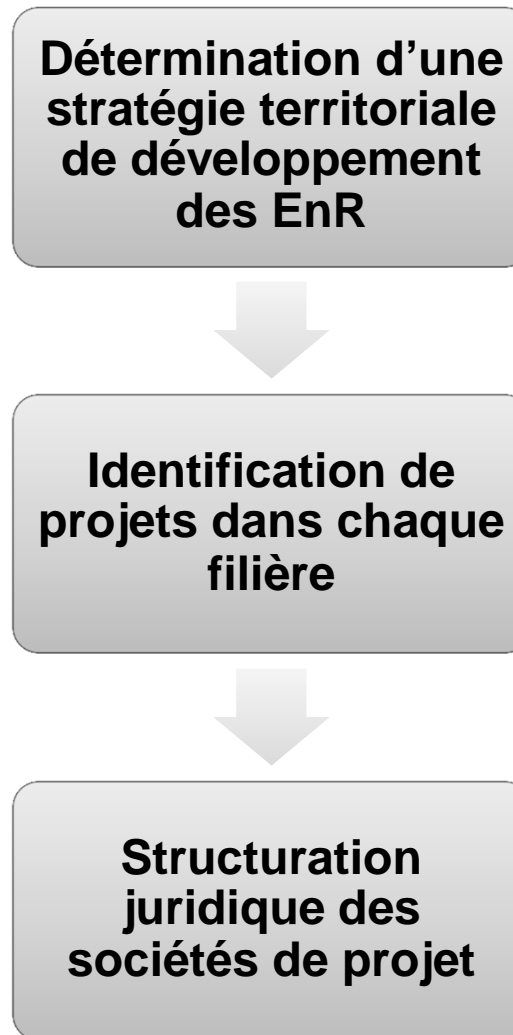 Détermination d’une
stratégie territoriale
de développement
des EnR
Identification de
projets dans chaque
filière
Structuration
juridique des
sociétés de projet